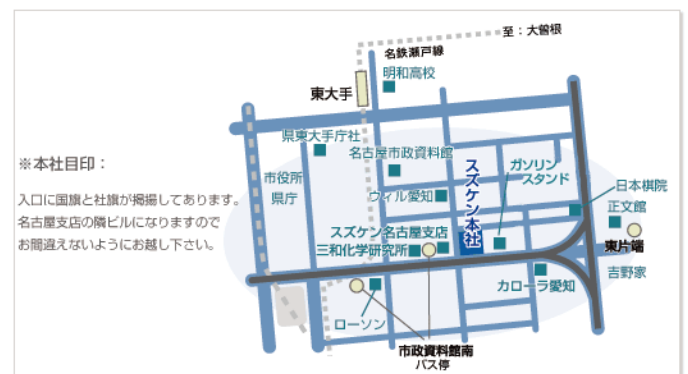 至：大曽根
名鉄瀬戸線
明和高校
東大手
県東大手庁社
名古屋市政資料館
ガソリン
スタンド
※本社目印：
市役所
県庁
スズケン本社
日本棋院
入口に国旗と社旗が掲揚してあります。
ウィル愛知
正文館
名古屋支店の隣ビルになりますので
スズケン名古屋支店
お間違えないようにお越し下さい。
三和化学研究所
東片端
吉野家
カローラ愛知
ローソン
市政資料館南
バス停